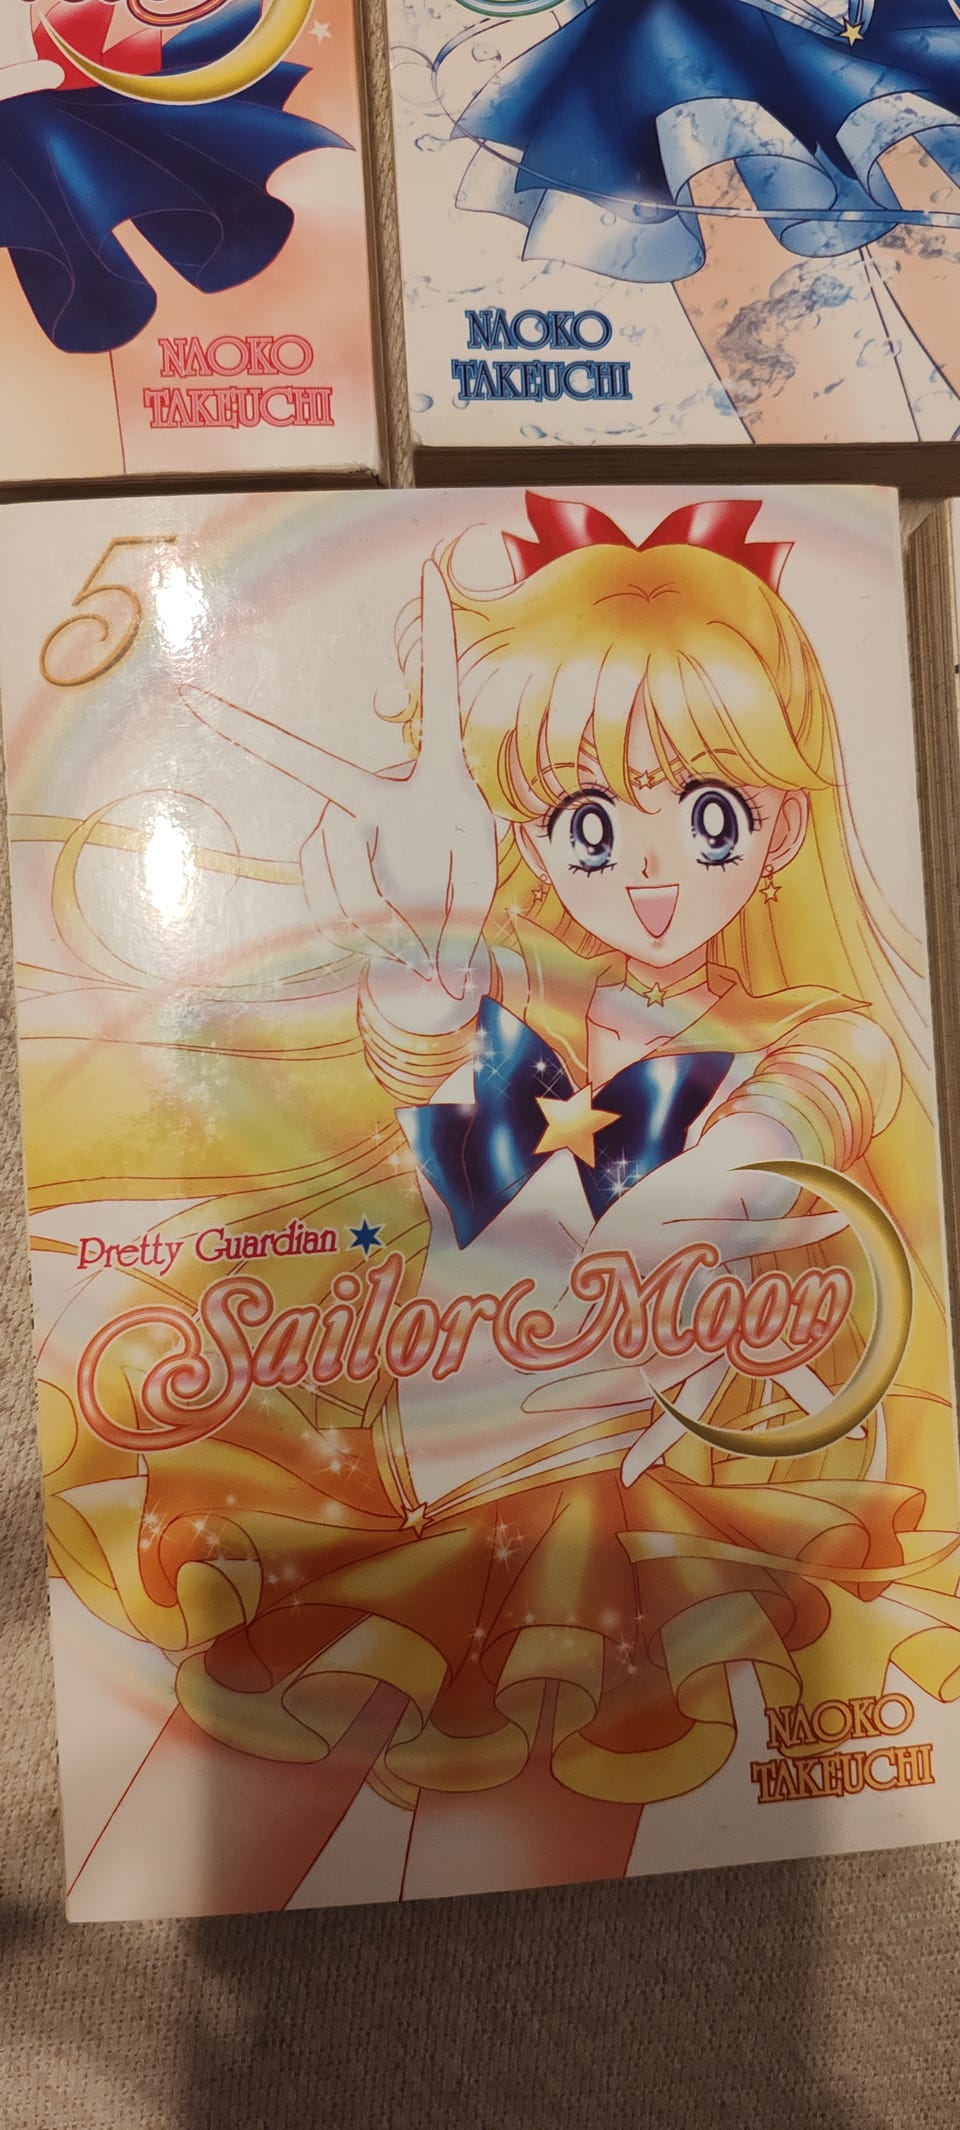 NAOKO
TAKEUCHI
NAOKO
TAKEUCHI
5
Pretty Guardian
Sailor Moon
NAOKO
TAKEUCHI